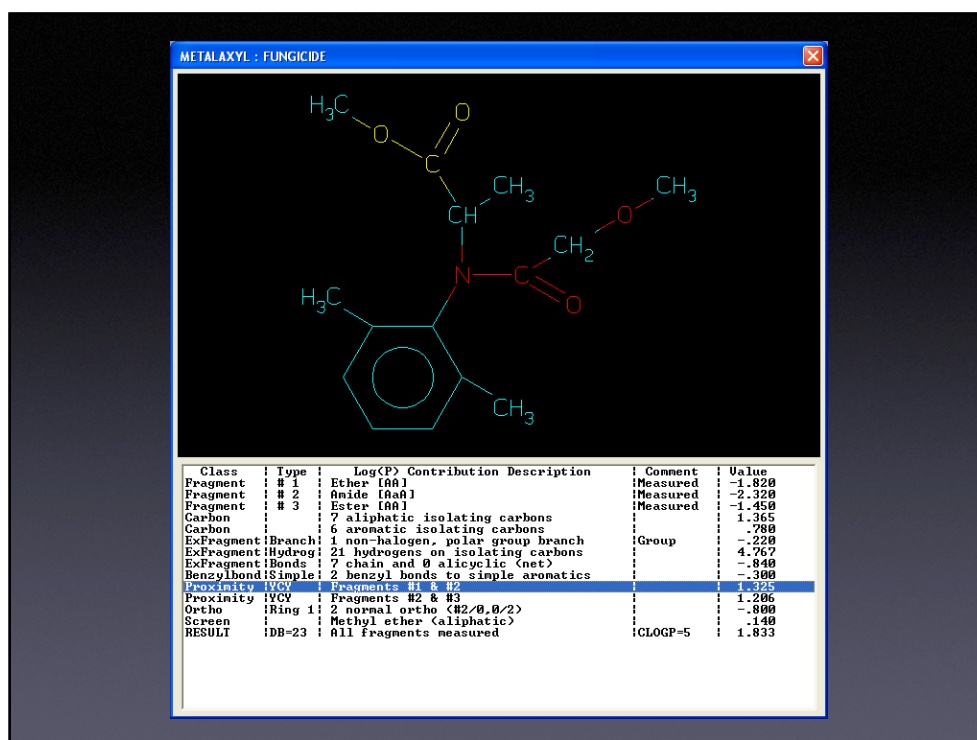 METALAXYL : FUNGICIDE
H3C
O
O
C
CH3
CH3
CH
O
CH2
N
C
H3C
O
CH3
Class | Type | Log(P) Contribution Description | Comment | Value
Fragment | # 1 | Ether [AA] |Measured | -1.820
Fragment | # 2 | Amide [AaA] |Measured | -2.320
Fragment | # 3 | Ester [AA] |Measured | -1.450
Carbon | | 7 aliphatic isolating carbons | | 1.365
Carbon | | 6 aromatic isolating carbons | | .780
ExFragment|Branch| 1 non-halogen, polar group branch |Group | -.220
ExFragment|Hydrog| 21 hydrogens on isolating carbons | | 4.767
ExFragment|Bonds | 7 chain and 0 alicyclic (net) | | -.840
Benzylbond|Simple| 2 benzyl bonds to simple aromatics | | -.300
Proximity |YCY | Fragments #1 & #2 | | 1.325
Proximity |YCY | Fragments #2 & #3 | | 1.206
Ortho |Ring 1| 2 normal ortho (#2/0,0/2) | | -.800
Screen | | Methyl ether (aliphatic) | | .140
RESULT |DB=23 | All fragments measured |CLOGP=5 | 1.833